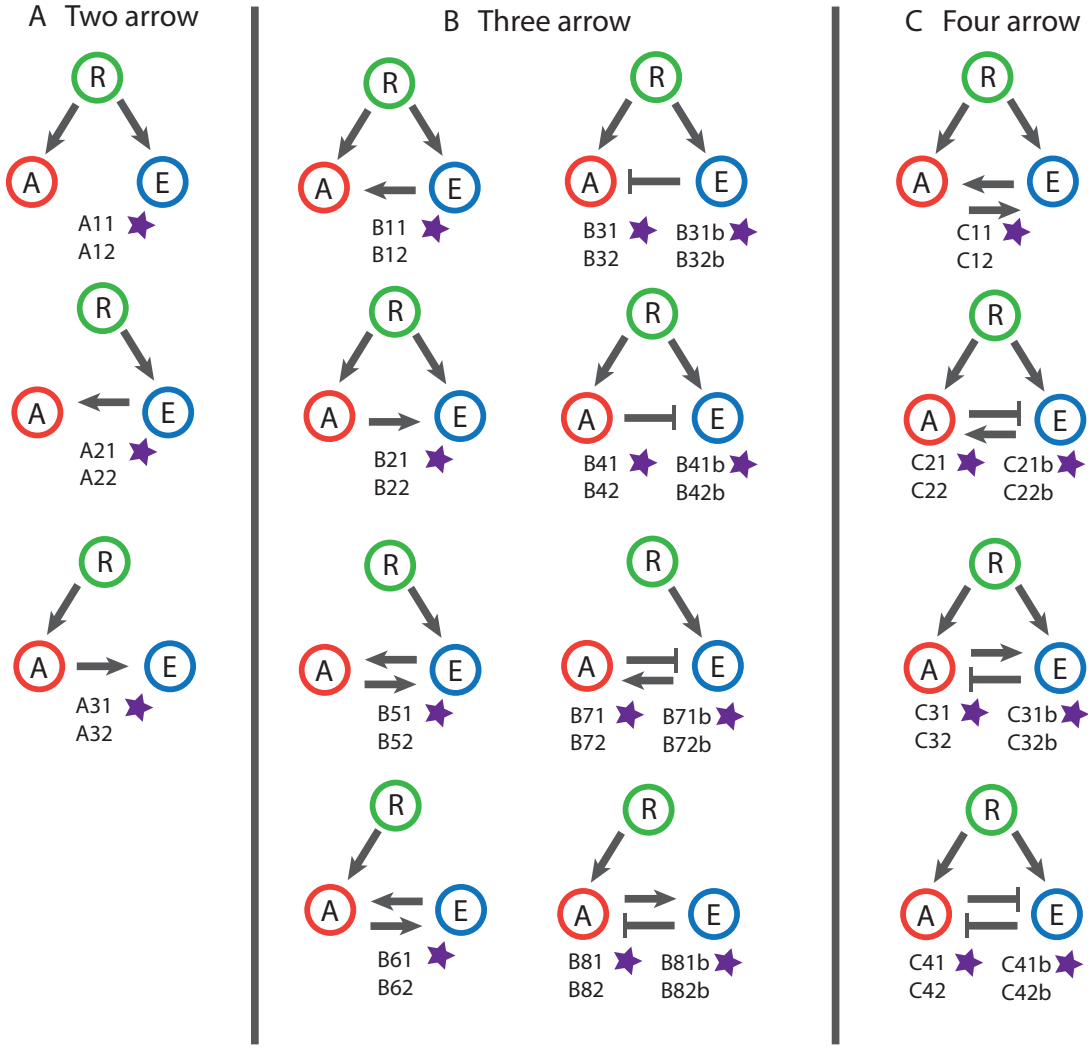 A Two arrow
R
A
E
A11
A12
R
A
E
A21
A22
R
A
E
A31
A32
B Three arrow
R
A
E
B11
B12
R
A
E
B31 B31b
B32 B32b
R
A
E
B21
B22
R
A
E
B41 B41b
B42 B42b
R
A
E
B51
B52
R
A
E
B71 B71b
B72 B72b
R
A
E
B61
B62
R
A
E
B81 B81b
B82 B82b
C Four arrow
R
A
E
C11
C12
R
A
E
C21 C21b
C22 C22b
R
A
E
C31 C31b
C32 C32b
R
A
E
C41 C41b
C42 C42b